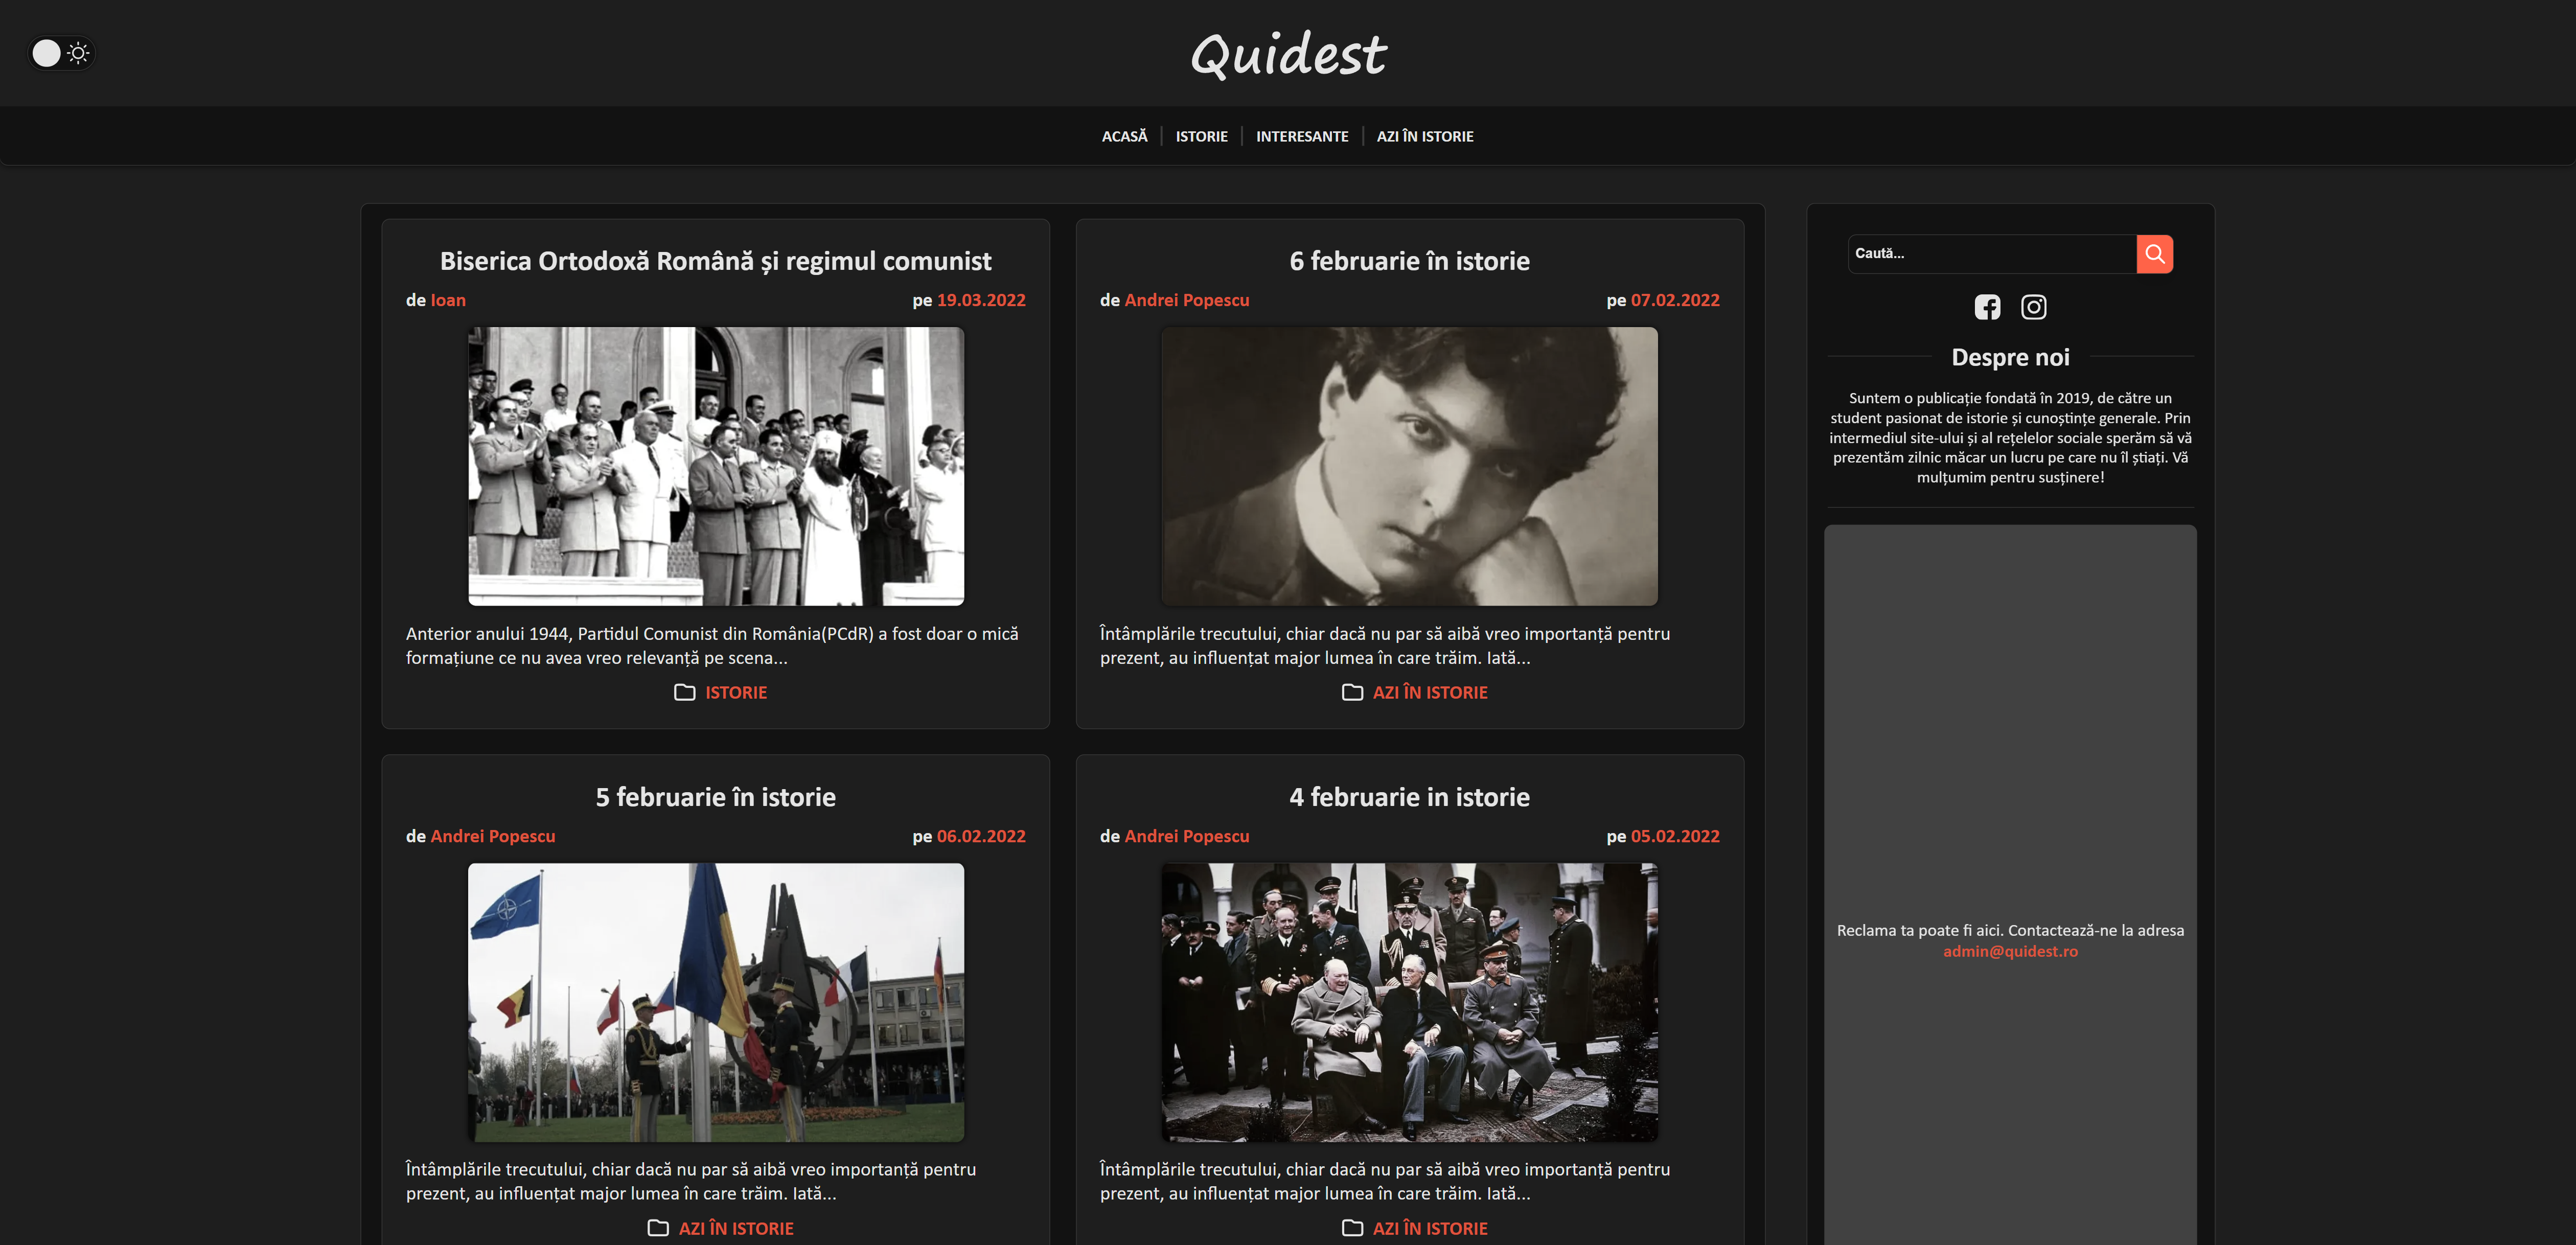 Quidest
ACASĂ
ISTORIE
INTERESANTE
AZI ÎN ISTORIE
Biserica Ortodoxă Română și regimul comunist
de Ioan
pe 19.03.2022
Anterior anului 1944, Partidul Comunist din România(PCdR) a fost doar o mică
formațiune ce nu avea vreo relevanță pe scena...
ISTORIE
6 februarie în istorie
de Andrei Popescu
pe 07.02.2022
Întâmplările trecutului, chiar dacă nu par să aibă vreo importanță pentru
prezent, au influențat major lumea în care trăim. Iată...
AZI ÎN ISTORIE
5 februarie în istorie
de Andrei Popescu
pe 06.02.2022
Întâmplările trecutului, chiar dacă nu par să aibă vreo importanță pentru
prezent, au influențat major lumea în care trăim. Iată...
AZI ÎN ISTORIE
4 februarie in istorie
de Andrei Popescu
pe 05.02.2022
Întâmplările trecutului, chiar dacă nu par să aibă vreo importanță pentru
prezent, au influențat major lumea în care trăim. Iată...
AZI ÎN ISTORIE
Caută...
Despre noi
Suntem o publicație fondată în 2019, de către un
student pasionat de istorie și cunoștințe generale. Prin
intermediul site-ului și al rețelelor sociale sperăm să vă
prezentăm zilnic măcar un lucru pe care nu îl știați. Vă
mulțumim pentru susținere!
Reclama ta poate fi aici. Contactează-ne la adresa
admin@quidest.ro